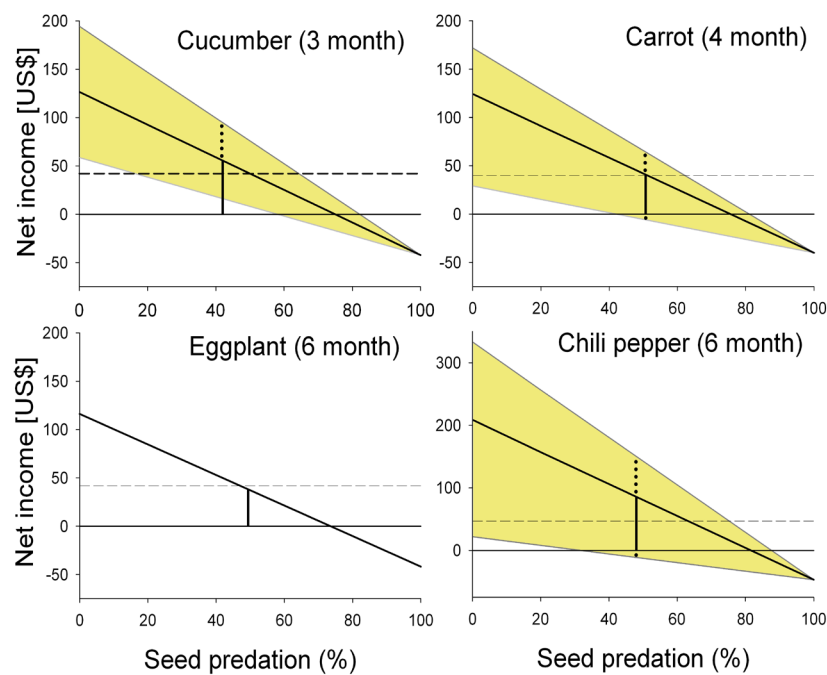 Cucumber (3 month)
Net income [US$]
200
150
100
50
0
-50
0 20 40 60 80 100
Carrot (4 month)
200
150
100
50
0
-50
0 20 40 60 80 100
Eggplant (6 month)
Net income [US$]
200
150
100
50
0
-50
0 20 40 60 80 100
Seed predation (%)
Chili pepper (6 month)
300
200
100
0
0 20 40 60 80 100
Seed predation (%)